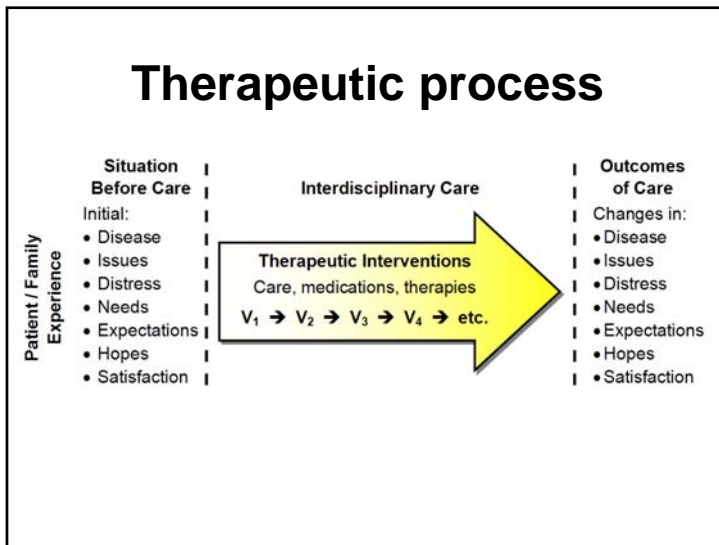 Therapeutic process
Situation
Before Care
Interdisciplinary Care
Outcomes
of Care
Patient / Family
Experience
Initial:
• Disease
• Issues
• Distress
• Needs
• Expectations
• Hopes
• Satisfaction
Therapeutic Interventions
Care, medications, therapies
V₁ ➔ V₂ ➔ V₃ ➔ V₄ ➔ etc.
Changes in:
• Disease
• Issues
• Distress
• Needs
• Expectations
• Hopes
• Satisfaction